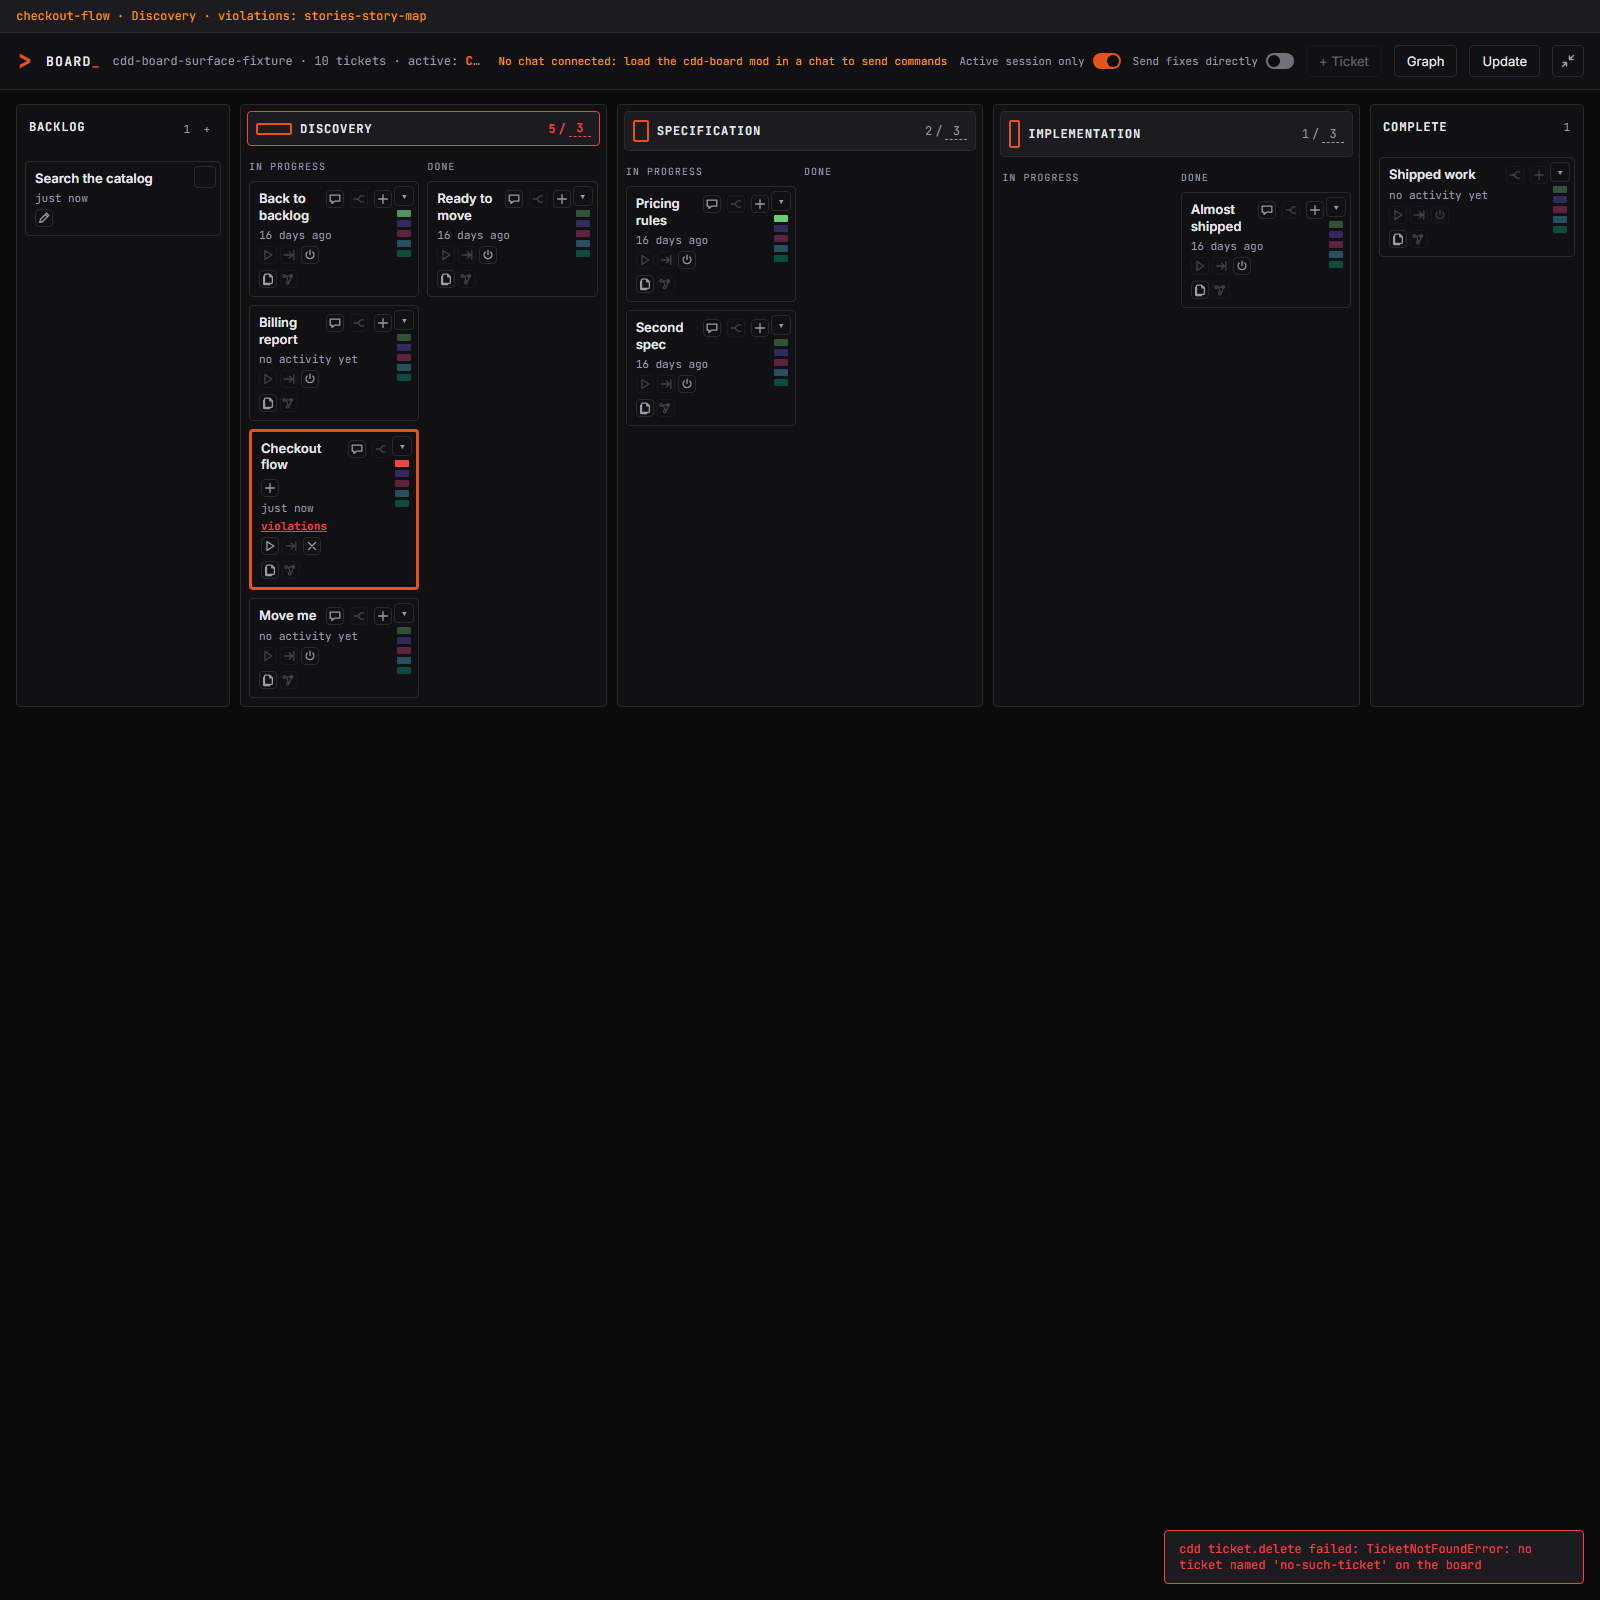 checkout-flow · Discovery · violations: stories-story-map
> BOARD_ cdd-board-surface-fixture · 10 tickets · active: C… No chat connected: load the cdd-board mod in a chat to send commands Active session only Send fixes directly + Ticket Graph Update
BACKLOG 1 +
Search the catalog
just now
DISCOVERY 5 / 3
IN PROGRESS DONE
Back to
backlog
16 days ago
Ready to
move
16 days ago
Billing
report
no activity yet
Checkout
flow
just now
violations
Move me
no activity yet
SPECIFICATION 2 / 3
IN PROGRESS DONE
Pricing
rules
16 days ago
Second
spec
16 days ago
IMPLEMENTATION 1 / 3
IN PROGRESS DONE
Almost
shipped
16 days ago
COMPLETE 1
Shipped work
no activity yet
cdd ticket.delete failed: TicketNotFoundError: no
ticket named 'no-such-ticket' on the board